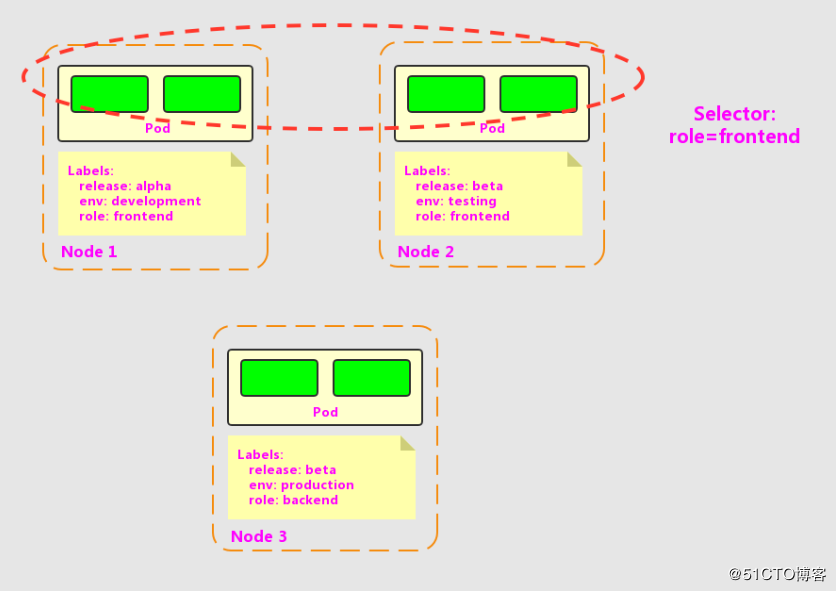 Pod
Labels:
release: alpha
env: development
role: frontend
Node 1
Pod
Labels:
release: beta
env: testing
role: frontend
Node 2
Selector:
role=frontend
Pod
Labels:
release: beta
env: production
role: backend
Node 3
@51CTO博客